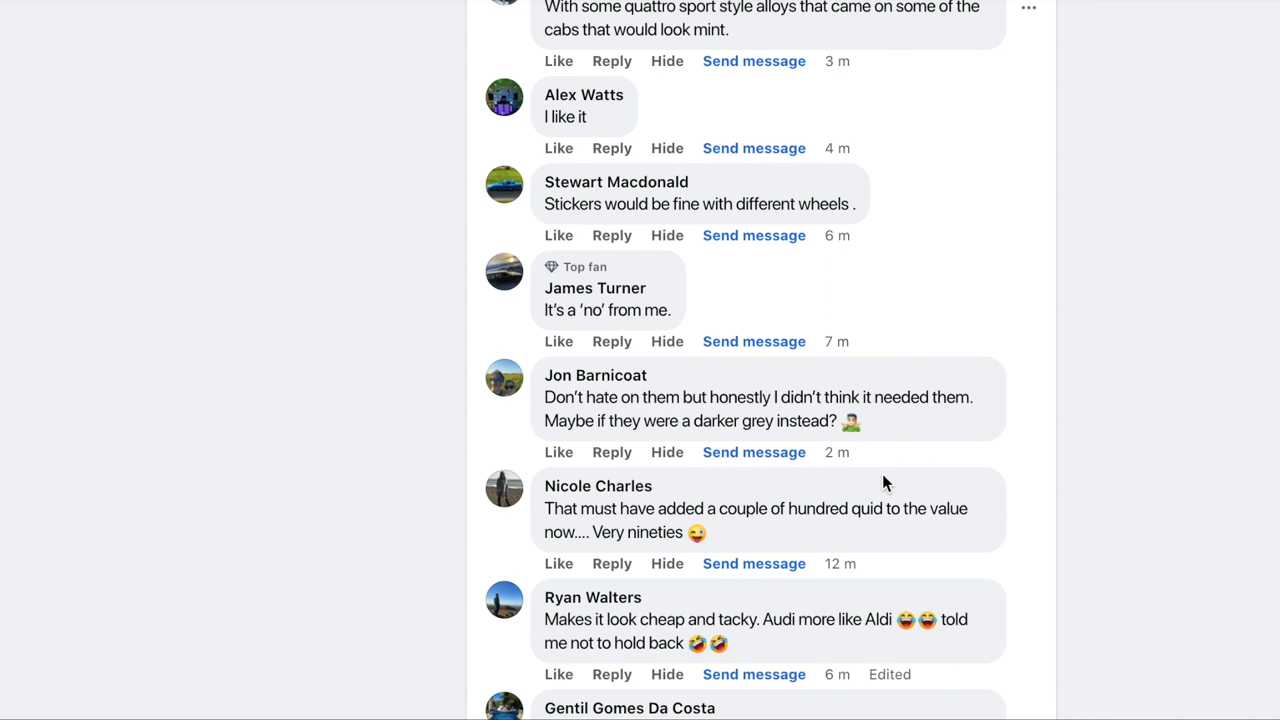 With some quattro sport style alloys that came on some of the
cabs that would look mint.
Like Reply Hide Send message 3 m
Alex Watts
I like it
Like Reply Hide Send message 4 m
Stewart Macdonald
Stickers would be fine with different wheels .
Like Reply Hide Send message 6 m
Top fan
James Turner
It’s a ‘no’ from me.
Like Reply Hide Send message 7 m
Jon Barnicoat
Don’t hate on them but honestly I didn’t think it needed them.
Maybe if they were a darker grey instead? 🤷🏻‍♂️
Like Reply Hide Send message 2 m
Nicole Charles
That must have added a couple of hundred quid to the value
now.... Very nineties 😜
Like Reply Hide Send message 12 m
Ryan Walters
Makes it look cheap and tacky. Audi more like Aldi 😂😂 told
me not to hold back 🤣🤣
Like Reply Hide Send message 6 m Edited
Gentil Gomes Da Costa